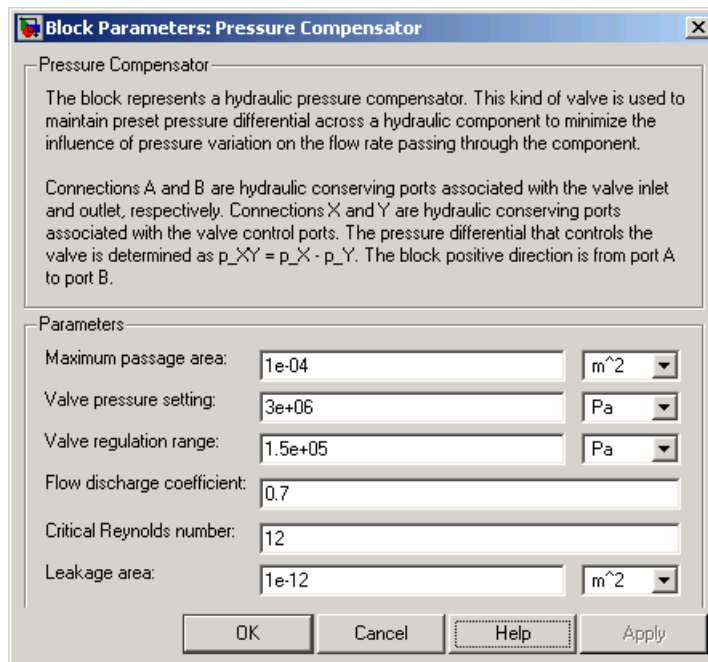 Block Parameters: Pressure Compensator
Pressure Compensator
The block represents a hydraulic pressure compensator. This kind of valve is used to
maintain preset pressure differential across a hydraulic component to minimize the
influence of pressure variation on the flow rate passing through the component.
Connections A and B are hydraulic conserving ports associated with the valve inlet
and outlet, respectively. Connections X and Y are hydraulic conserving ports
associated with the valve control ports. The pressure differential that controls the
valve is determined as p_XY = p_X - p_Y. The block positive direction is from port A
to port B.
Parameters
Maximum passage area: 1e-04 m^2
Valve pressure setting: 3e+06 Pa
Valve regulation range: 1.5e+05 Pa
Flow discharge coefficient: 0.7
Critical Reynolds number: 12
Leakage area: 1e-12 m^2
OK Cancel Help Apply